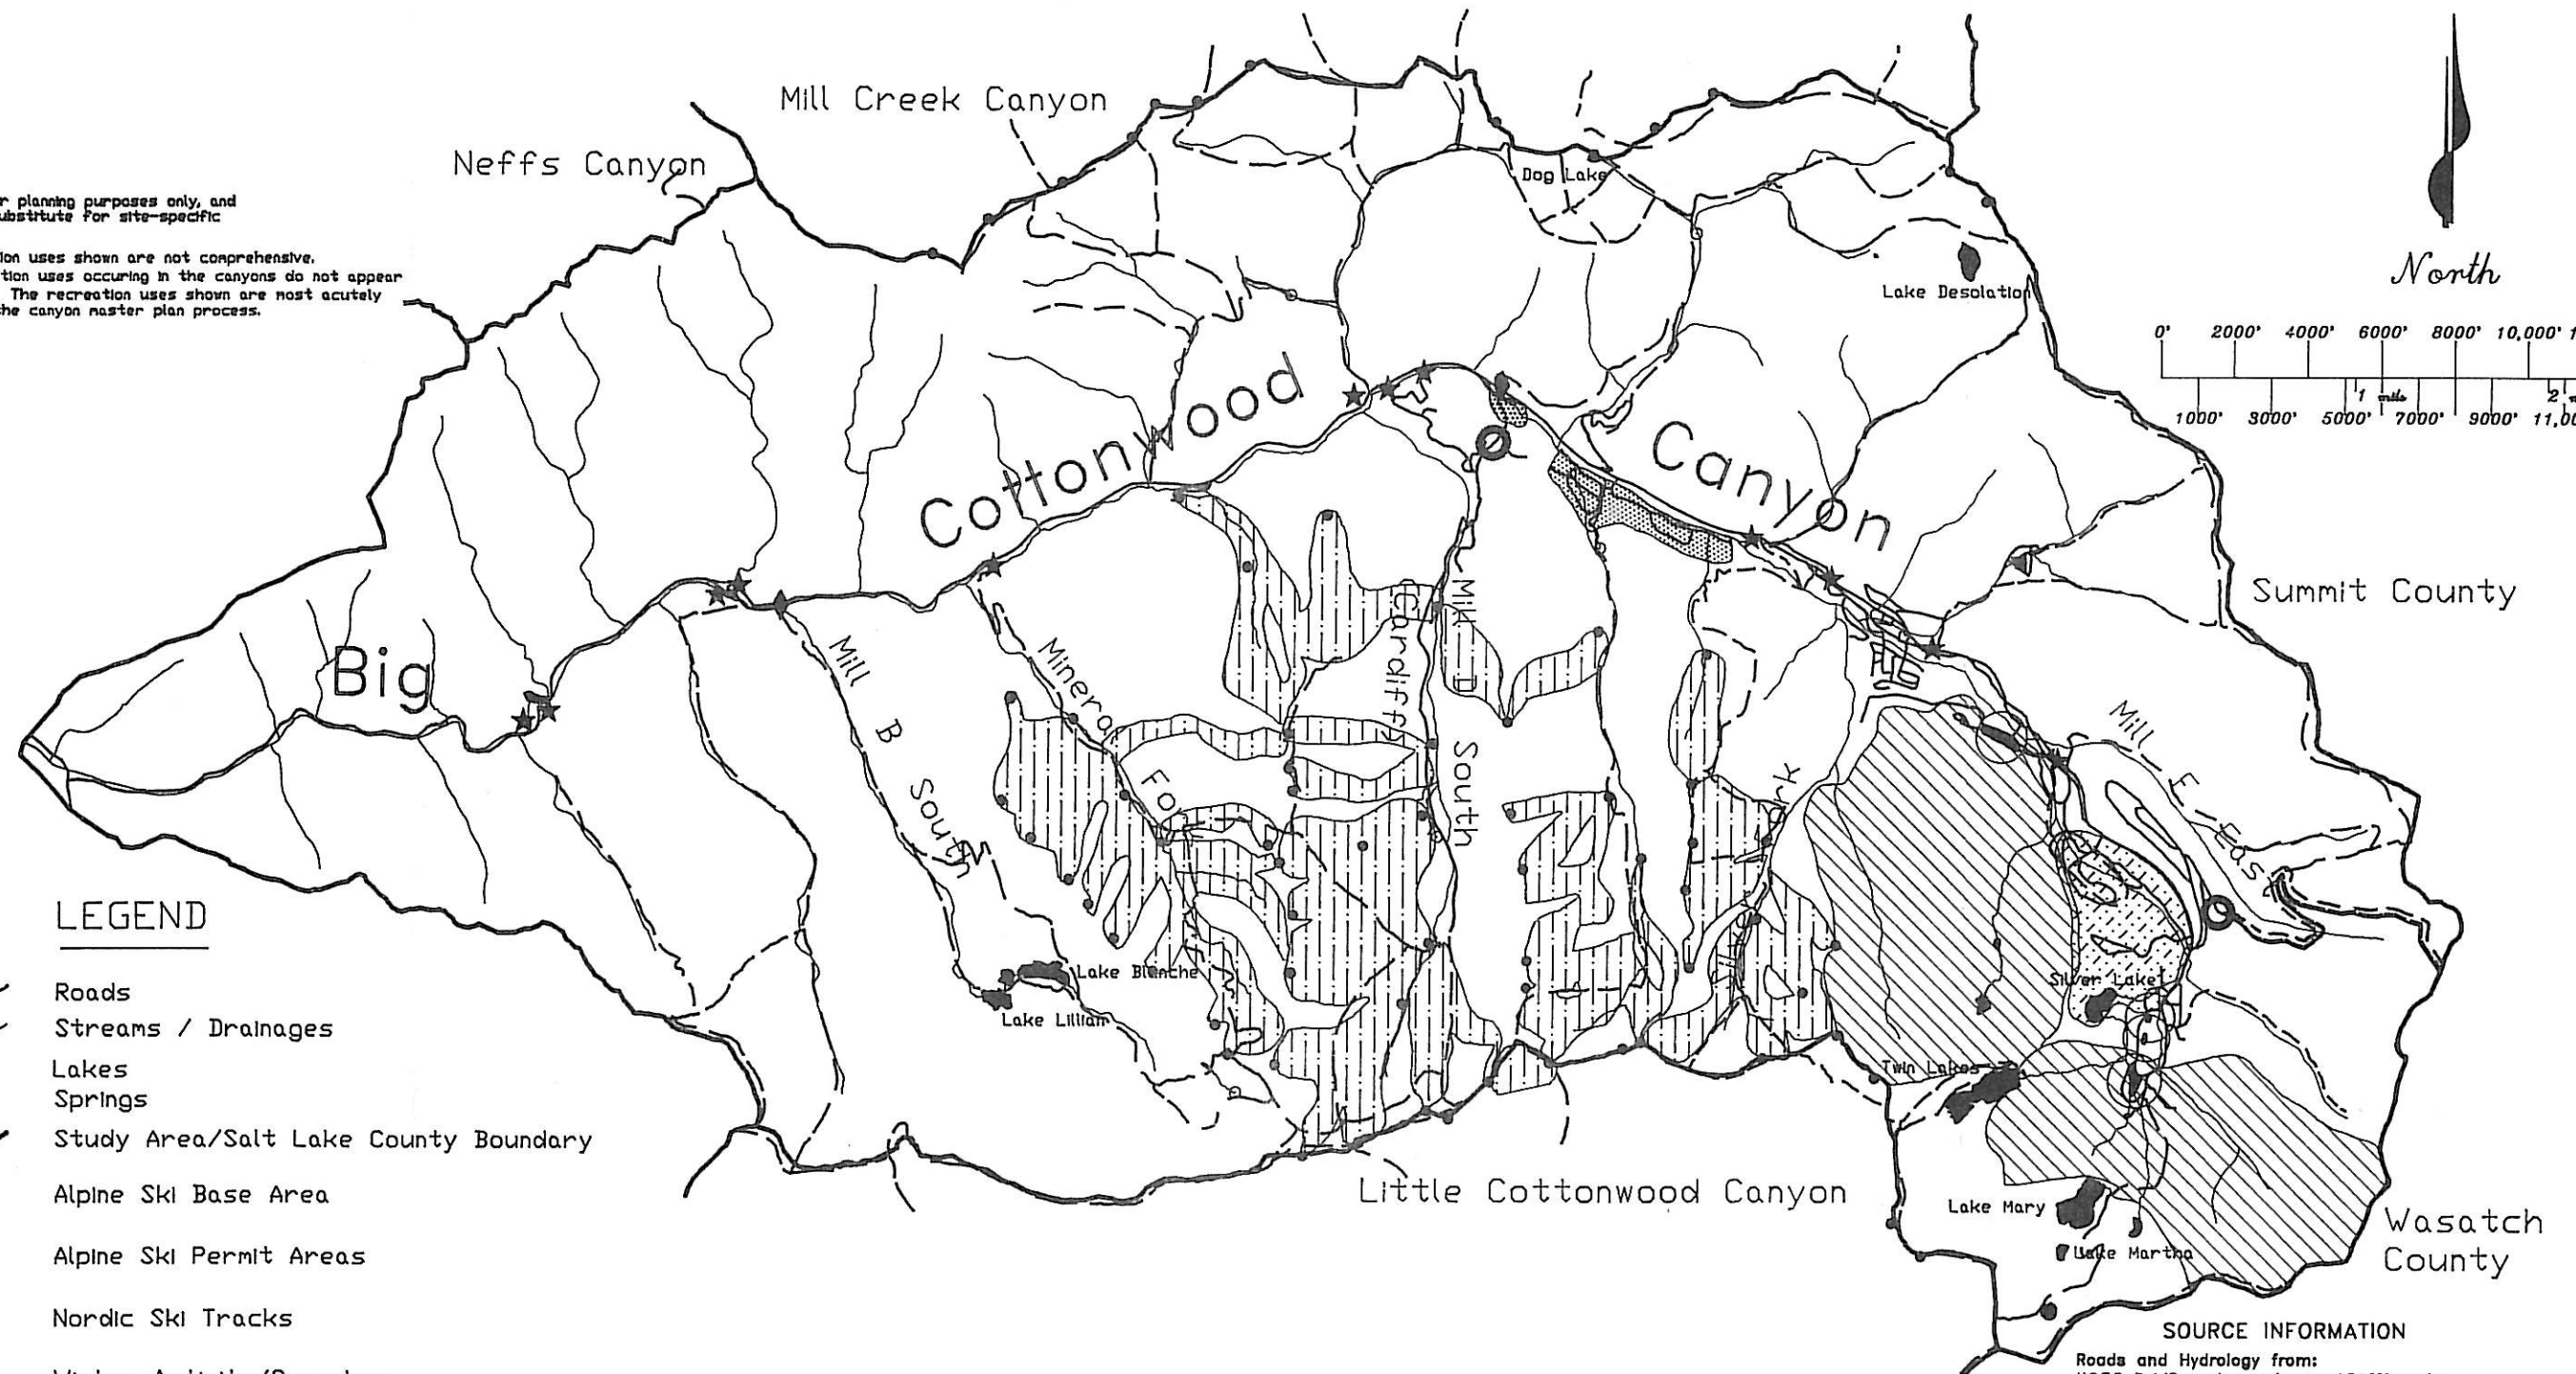 Mill Creek Canyon
Neffs Canyon
r planning purposes only, and
ubstitute for site-specific
ion uses shown are not comprehensive.
tion uses occuring in the canyons do not appear
The recreation uses shown are most acutely
the canyon master plan process.
Dog Lake
Lake Desolation
North
0' 2000' 4000' 6000' 8000' 10,000'
1 mile
1000' 3000' 5000' 7000' 9000'
Big Cottonwood Canyon
Summit County
Mill B South
Mineral Fork
Cardiff
Mill D South
Mill F East
Lake Blanche
Lake Lillian
Silver Lake
Twin Lakes
Lake Mary
Lake Martha
Little Cottonwood Canyon
Wasatch
County
LEGEND
Roads
Streams / Drainages
Lakes
Springs
Study Area/Salt Lake County Boundary
Alpine Ski Base Area
Alpine Ski Permit Areas
Nordic Ski Tracks
SOURCE INFORMATION
Roads and Hydrology from: